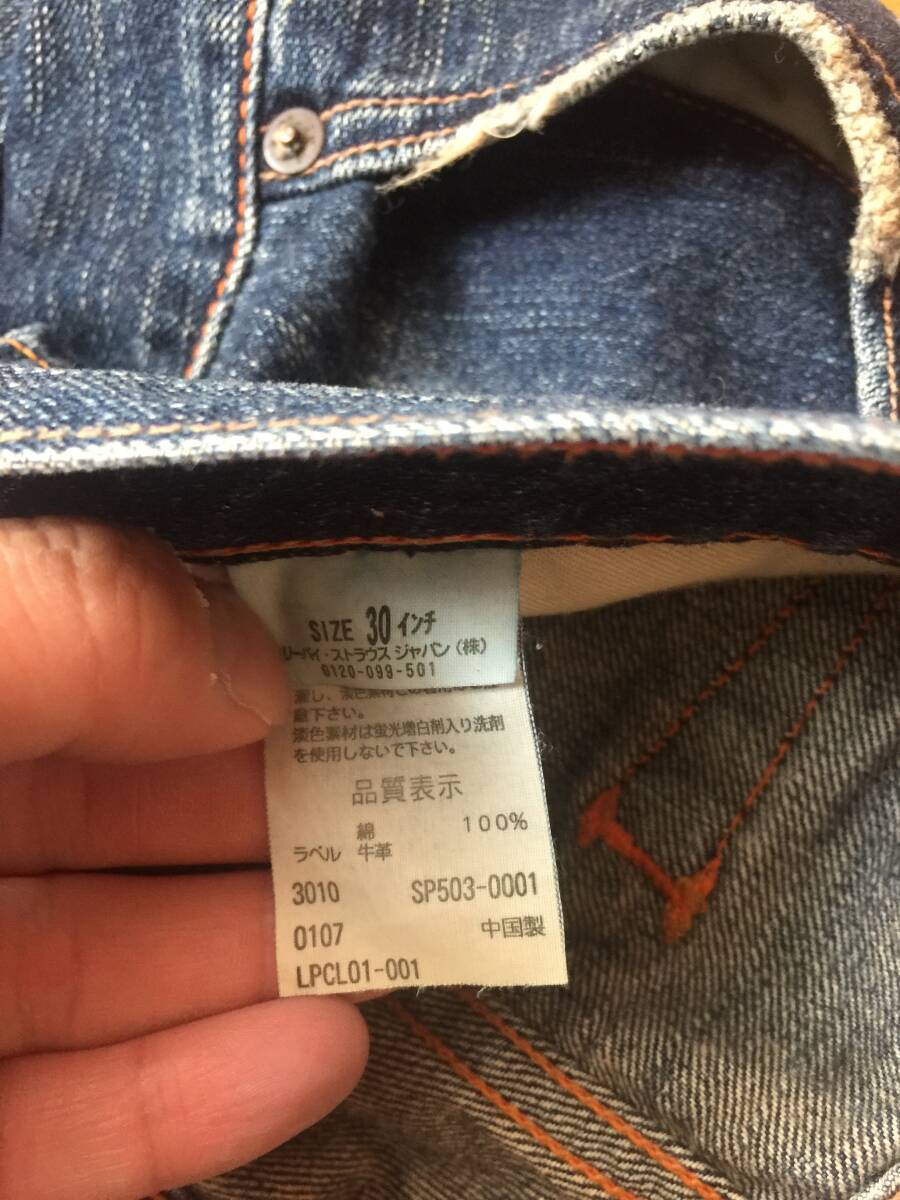 SIZE 30 インチ
リーバイ・ストラウス ジャパン(株)
0120-099-501
慮下さい。
淡色素材は蛍光増白剤入り洗剤
を使用しないで下さい。
品質表示
綿 100%
ラベル 牛革
3010 SP503-0001
0107 中国製
LPCL01-001